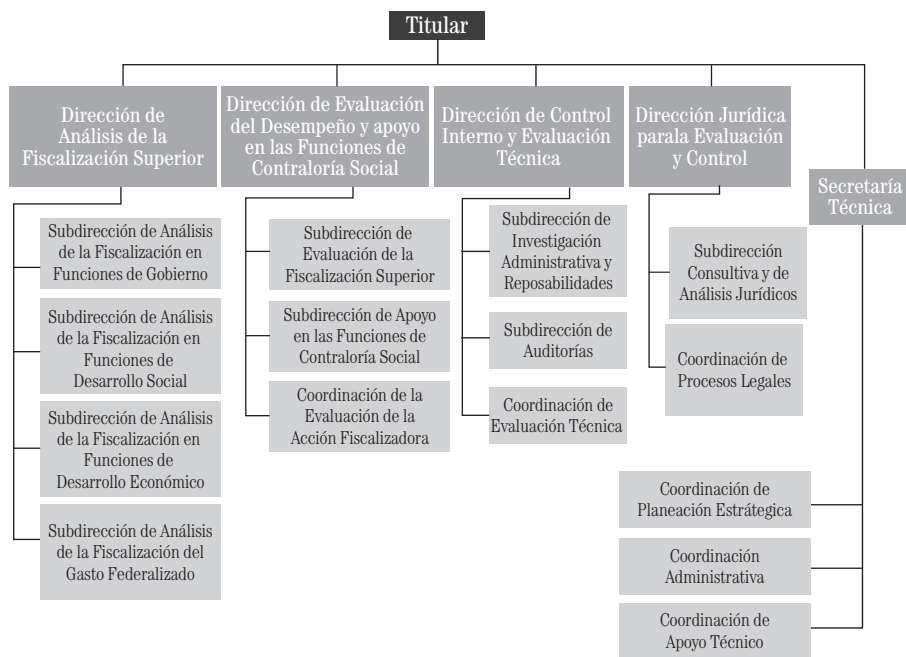 Titular
Dirección de
Análisis de la
Fiscalización Superior
Dirección de Evaluación
del Desempeño y apoyo
en las Funciones de
Contraloría Social
Dirección de Control
Interno y Evaluación
Técnica
Dirección Jurídica
parala Evaluación
y Control
Secretaría
Técnica
Subdirección de Análisis
de la Fiscalización en
Funciones de Gobierno
Subdirección de Análisis
de la Fiscalización en
Funciones de
Desarrollo Social
Subdirección de Análisis
de la Fiscalización en
Funciones de
Desarrollo Económico
Subdirección de Análisis
de la Fiscalización del
Gasto Federalizado
Subdirección de
Evaluación de la
Fiscalización Superior
Subdirección de Apoyo
en las Funciones de
Contraloría Social
Coordinación de la
Evaluación de la
Acción Fiscalizadora
Subdirección de
Investigación
Administrativa y
Reposabilidades
Subdirección de
Auditorías
Coordinación de
Evaluación Técnica
Subdirección
Consultiva y de
Análisis Jurídicos
Coordinación de
Procesos Legales
Coordinación de
Planeación Estrátegica
Coordinación
Administrativa
Coordinación de
Apoyo Técnico